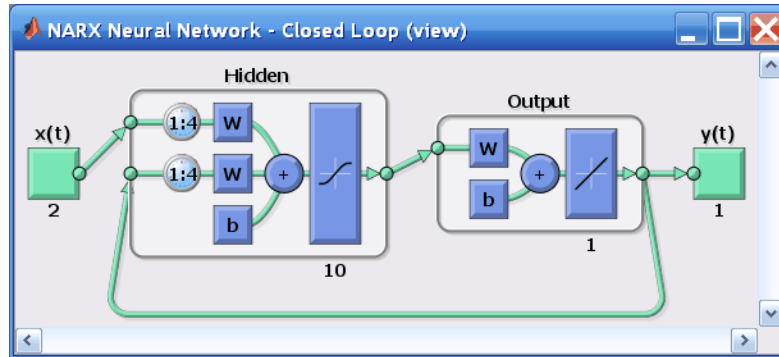 NARX Neural Network - Closed Loop (view)
Hidden
Output
x(t)
y(t)
1:4
W
1:4
W
b
+
W
b
+
2
10
1
1